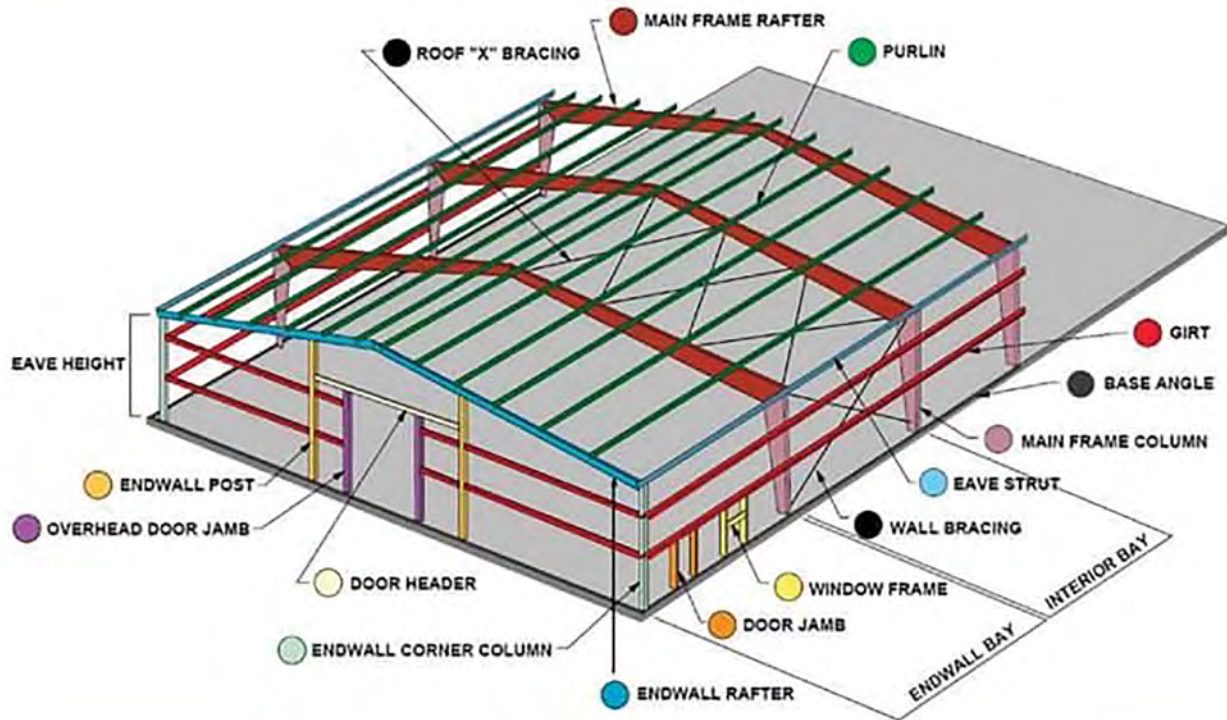 MAIN FRAME RAFTER
ROOF "X" BRACING
PURLIN
EAVE HEIGHT
GIRT
BASE ANGLE
MAIN FRAME COLUMN
ENDWALL POST
EAVE STRUT
OVERHEAD DOOR JAMB
WALL BRACING
DOOR HEADER
WINDOW FRAME
INTERIOR BAY
DOOR JAMB
ENDWALL CORNER COLUMN
ENDWALL BAY
ENDWALL RAFTER